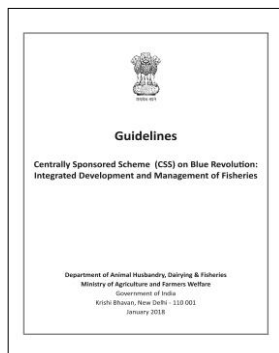 Guidelines
Centrally Sponsored Scheme (CSS) on Blue Revolution:
Integrated Development and Management of Fisheries
Department of Animal Husbandry, Dairying & Fisheries
Ministry of Agriculture and Farmers Welfare
Government of India
Krishi Bhavan, New Delhi - 110 001
January 2018